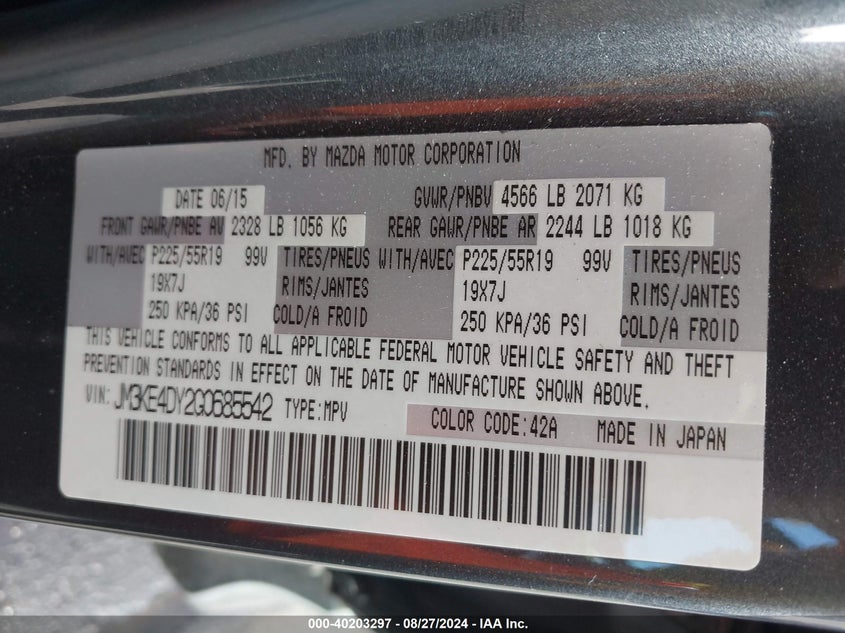 MFD. BY MAZDA MOTOR CORPORATION
DATE 06/15 GVWR/PNBV 4566 LB 2071 KG
FRONT GAWR/PNBE AV 2328 LB 1056 KG REAR GAWR/PNBE AR 2244 LB 1018 KG
WITH/AVEC P225/55R19 99V TIRES/PNEUS WITH/AVEC P225/55R19 99V TIRES/PNEUS
19X7J RIMS/JANTES 19X7J RIMS/JANTES
250 KPA/36 PSI COLD/A FROID 250 KPA/36 PSI COLD/A FROID
THIS VEHICLE CONFORMS TO ALL APPLICABLE FEDERAL MOTOR VEHICLE SAFETY AND THEFT
PREVENTION STANDARDS IN EFFECT ON THE DATE OF MANUFACTURE SHOWN ABOVE.
VIN: JM3KE4DY2G0685542 TYPE:MPV COLOR CODE:42A MADE IN JAPAN
000-40203297 - 08/27/2024 - IAA Inc.